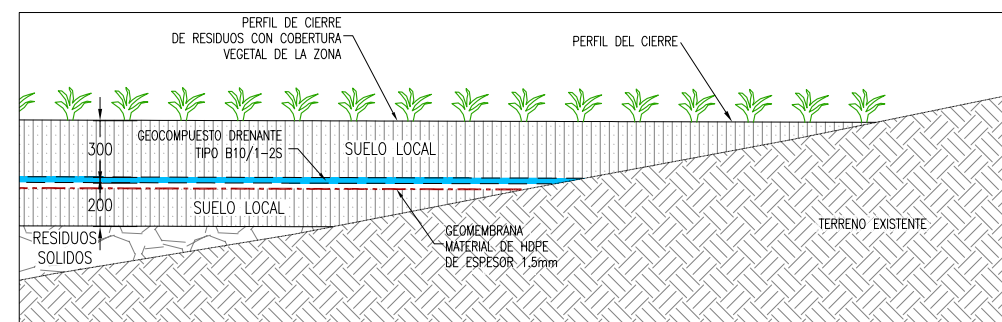 PERFIL DE CIERRE
DE RESIDUOS CON COBERTURA
VEGETAL DE LA ZONA
PERFIL DEL CIERRE
GEOCOMPUESTO DRENANTE
TIPO B10/1-2S
300
SUELO LOCAL
200
SUELO LOCAL
RESIDUOS
SOLIDOS
GEOMEMBRANA
MATERIAL DE HDPE
DE ESPESOR 1.5mm
TERRENO EXISTENTE